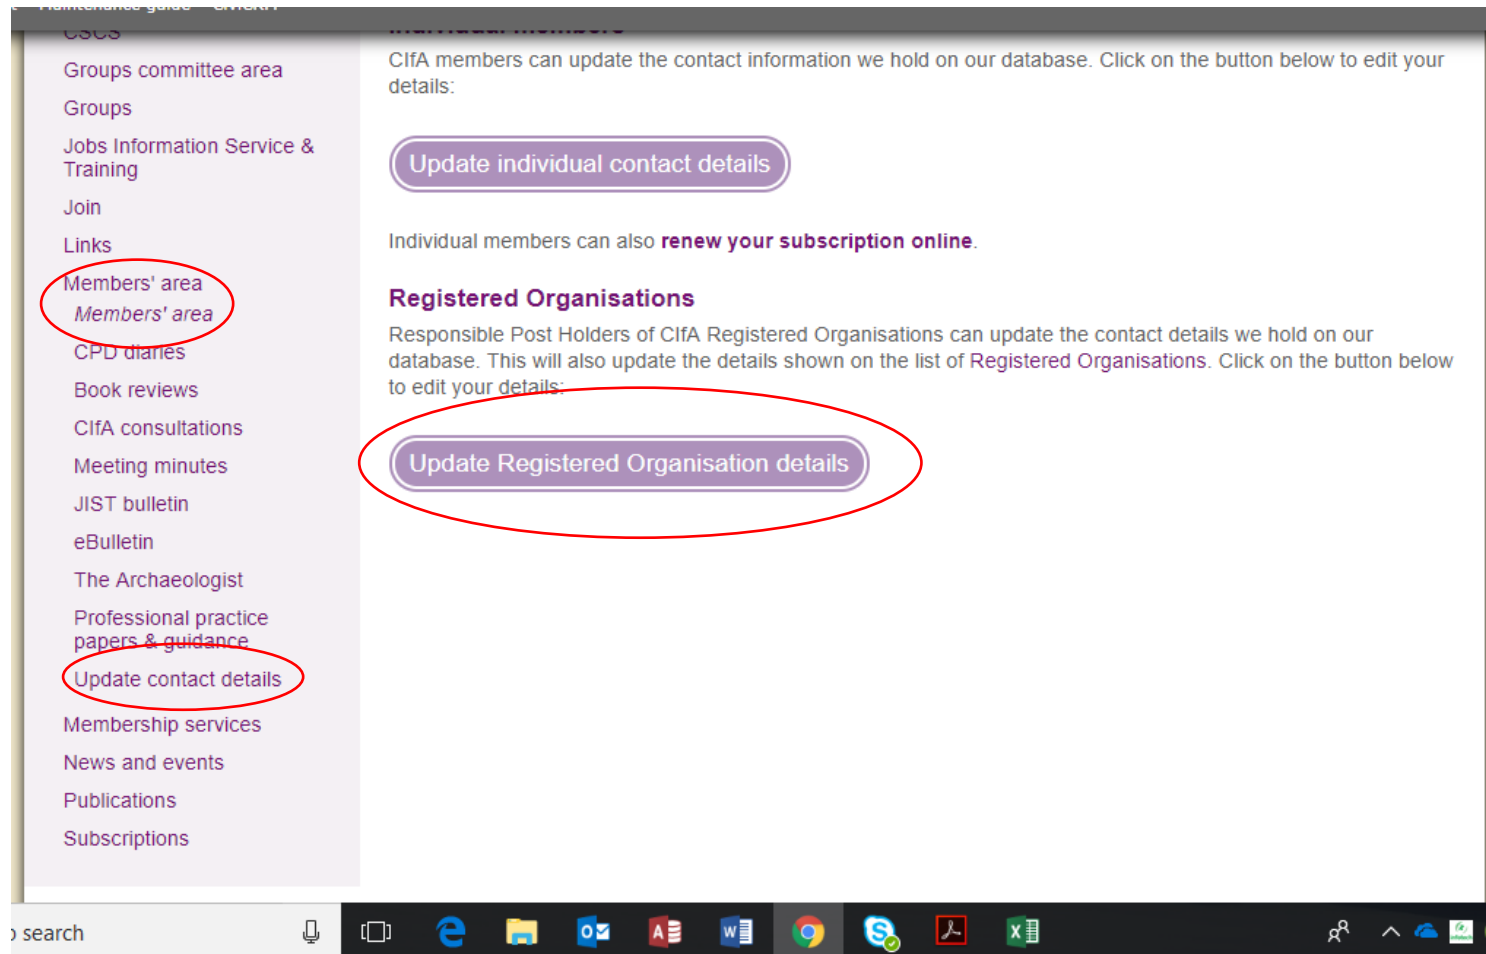 Maintenance guide
CSCS
Groups committee area
Groups
Jobs Information Service &
Training
Join
Links
Members' area
Members' area
CPD diaries
Book reviews
CIfA consultations
Meeting minutes
JIST bulletin
eBulletin
The Archaeologist
Professional practice
papers & guidance
Update contact details
Membership services
News and events
Publications
Subscriptions
Individual members
CIfA members can update the contact information we hold on our database. Click on the button below to edit your
details:
Update individual contact details
Individual members can also renew your subscription online.
Registered Organisations
Responsible Post Holders of CIfA Registered Organisations can update the contact details we hold on our
database. This will also update the details shown on the list of Registered Organisations. Click on the button below
to edit your details:
Update Registered Organisation details
search